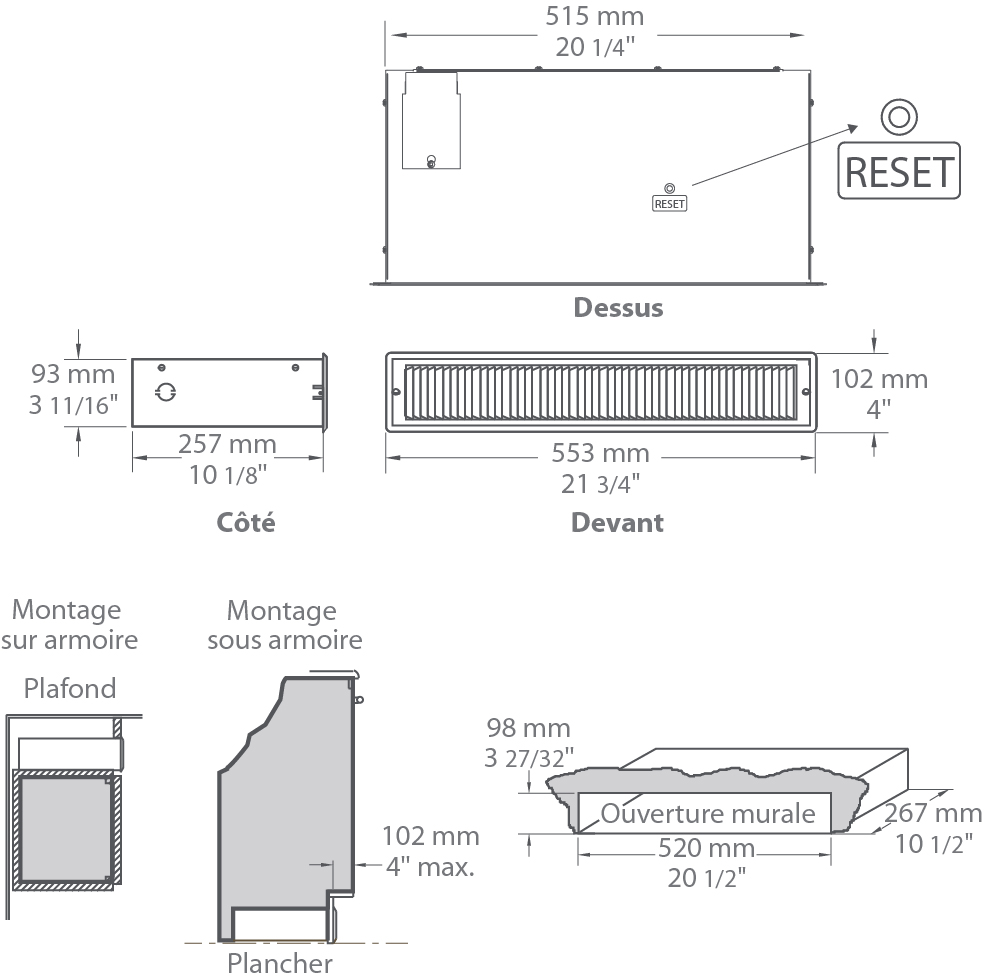 515 mm
20 1/4"
RESET
RESET
Dessus
93 mm
3 11/16"
257 mm
10 1/8"
Côté
102 mm
4"
553 mm
21 3/4"
Devant
Montage
sur armoire
Plafond
Montage
sous armoire
102 mm
4" max.
Plancher
98 mm
3 27/32"
Ouverture murale
267 mm
10 1/2"
520 mm
20 1/2"